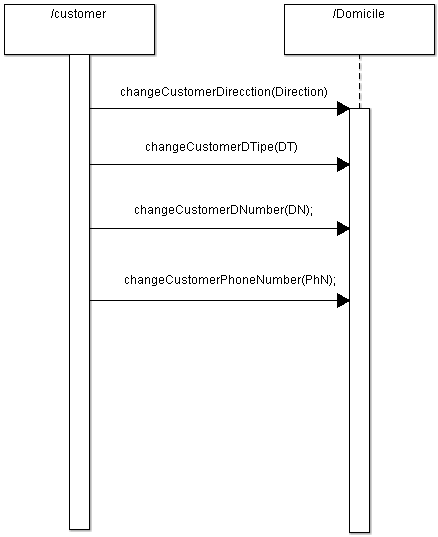 /customer
/Domicile
changeCustomerDirecction(Direction)
changeCustomerDTipe(DT)
changeCustomerDNumber(DN);
changeCustomerPhoneNumber(PhN);